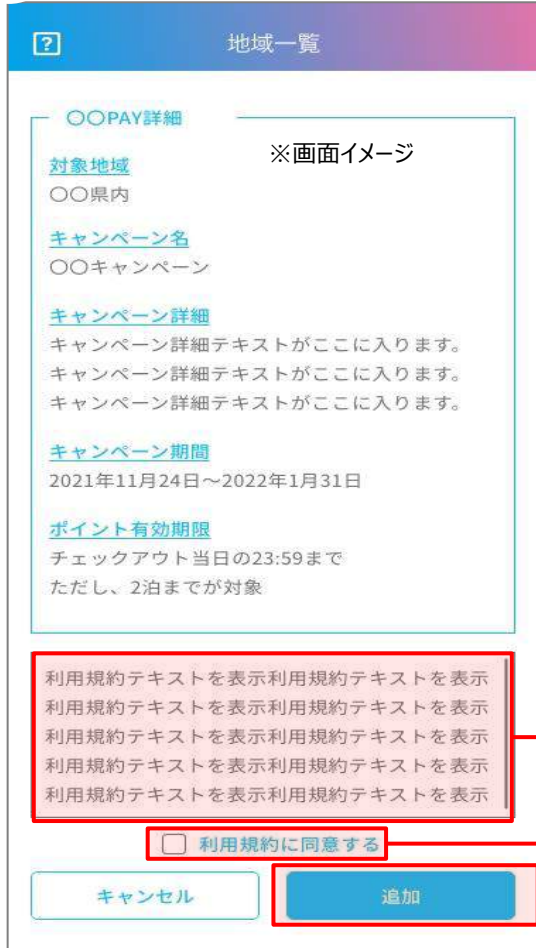 ?
地域一覧
〇〇PAY詳細
※画面イメージ
対象地域
〇〇県内
キャンペーン名
〇〇キャンペーン
キャンペーン詳細
キャンペーン詳細テキストがここに入ります。
キャンペーン詳細テキストがここに入ります。
キャンペーン詳細テキストがここに入ります。
キャンペーン期間
2021年11月24日～2022年1月31日
ポイント有効期限
チェックアウト当日の23:59まで
ただし、2泊までが対象
利用規約テキストを表示利用規約テキストを表示
利用規約テキストを表示利用規約テキストを表示
利用規約テキストを表示利用規約テキストを表示
利用規約テキストを表示利用規約テキストを表示
利用規約テキストを表示利用規約テキストを表示
利用規約に同意する
キャンセル
追加